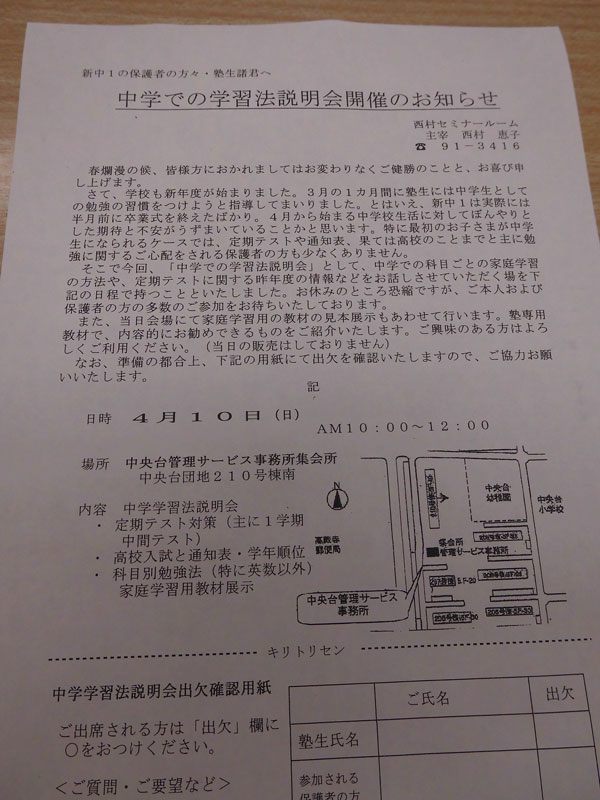 新中1の保護者の方々・塾生諸君へ
中学での学習法説明会開催のお知らせ
西村セミナールーム
主宰 西村 恵子
☎ 91-3416
春爛漫の候、皆様方におかれましてはお変わりなくご健勝のことと、お喜び申
し上げます。
さて、学校も新年度が始まりました。3月の1カ月間に塾生には中学生として
の勉強の習慣をつけようと指導してまいりました。とはいえ、新中1は実際には
半月前に卒業式を終えたばかり。4月から始まる中学校生活に対してぼんやりと
した期待と不安がうずまいていることかと思います。特に最初のお子さまが中学
生になられるケースでは、定期テストや通知表、果ては高校のことまでと主に勉
強に関するご心配をされる保護者の方も少なくありません。
そこで今回、「中学での学習法説明会」として、中学での科目ごとの家庭学習
の方法や、定期テストに関する昨年度の情報などをお話しさせていただく場を下
記の日程で持つことといたしました。お休みのところ恐縮ですが、ご本人および
保護者の方の多数のご参加をお待ちいたしております。
また、当日会場にて家庭学習用の教材の見本展示もあわせて行います。塾専用
教材で、内容的にお勧めできるものをご紹介いたします。ご興味のある方はよろ
しくご利用ください。(当日の販売はしておりません)
なお、準備の都合上、下記の用紙にて出欠を確認いたしますので、ご協力お願
いいたします。
記
日時 4月10日(日)
AM10:00~12:00
場所 中央台管理サービス事務所集会所
中央台団地210号棟南
内容 中学学習法説明会
・ 定期テスト対策(主に1学期
中間テスト)
・ 高校入試と通知表・学年順位
・ 科目別勉強法(特に英数以外)
家庭学習用教材展示
N
高蔵寺
郵便局
中央台
幼稚園
中央台
小学校
集会所
管理サービス事務所
中央台管理サービス
事務所
キリトリセン
中学学習法説明会出欠確認用紙
ご出席される方は「出欠」欄に
○をおつけください。
<ご質問・ご要望など>
ご氏名 出欠
塾生氏名
参加される
保護者の方